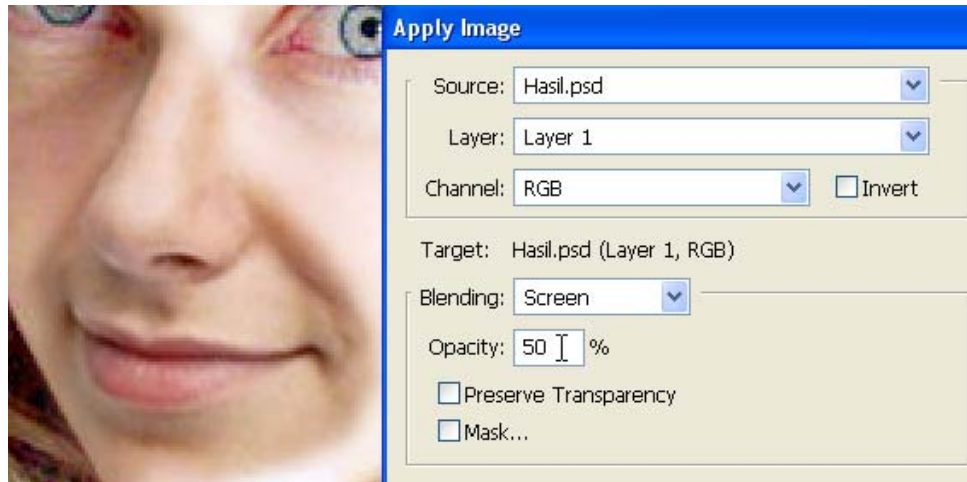 Apply Image
Source: Hasil.psd
Layer: Layer 1
Channel: RGB Invert
Target: Hasil.psd (Layer 1, RGB)
Blending: Screen
Opacity: 50 %
Preserve Transparency
Mask...